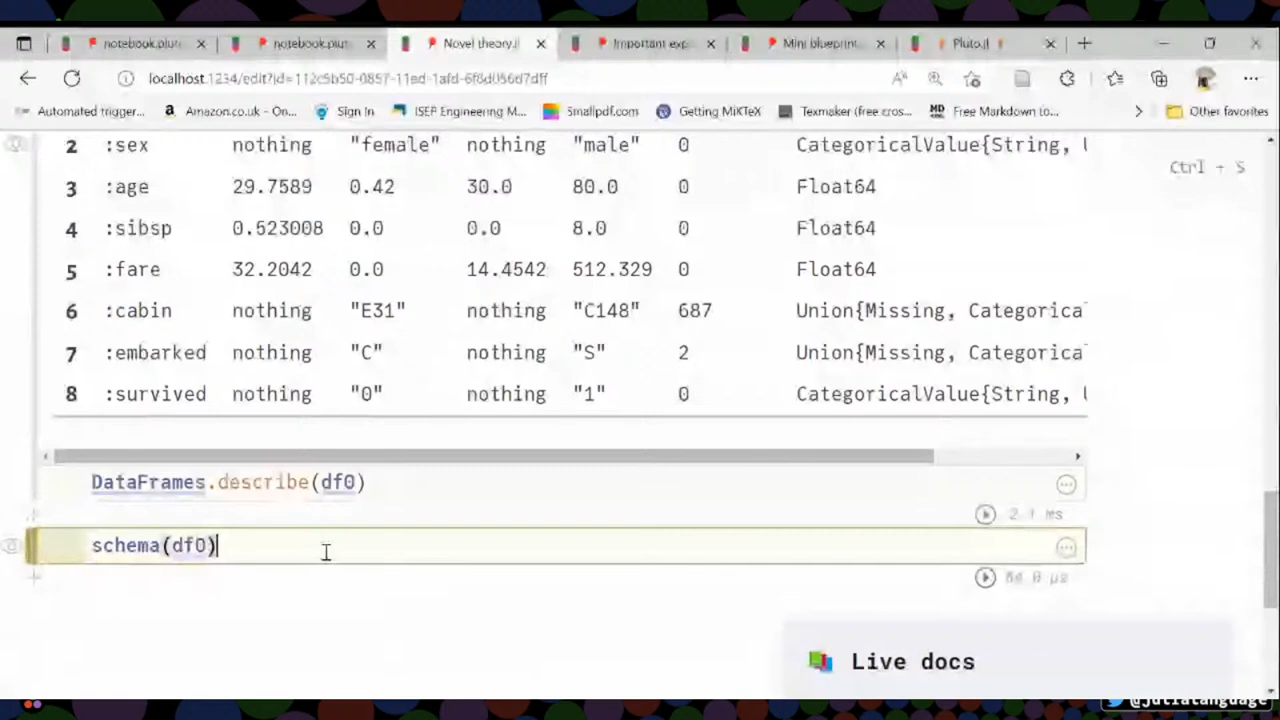 notebook.plut
notebook.plut
Novel theory.jl
Important exp
Mini blueprint
Pluto.jl
localhost:1234/edit?id=112c5b50-0857-11ed-1afd-6f8d056d7dff
Automated trigger...
Amazon.co.uk - On...
Sign In
ISEF Engineering M...
Smallpdf.com
Getting MiKTeX
Texmaker (free cros...
Free Markdown to...
Other favorites
Ctrl + S
2 :sex nothing "female" nothing "male" 0 CategoricalValue{String, U
3 :age 29.7589 0.42 30.0 80.0 0 Float64
4 :sibsp 0.523008 0.0 0.0 8.0 0 Float64
5 :fare 32.2042 0.0 14.4542 512.329 0 Float64
6 :cabin nothing "E31" nothing "C148" 687 Union{Missing, Categorica
7 :embarked nothing "C" nothing "S" 2 Union{Missing, Categorica
8 :survived nothing "0" nothing "1" 0 CategoricalValue{String, U
DataFrames.describe(df0)
2.1 ms
schema(df0)
µs
Live docs
@julialanguage